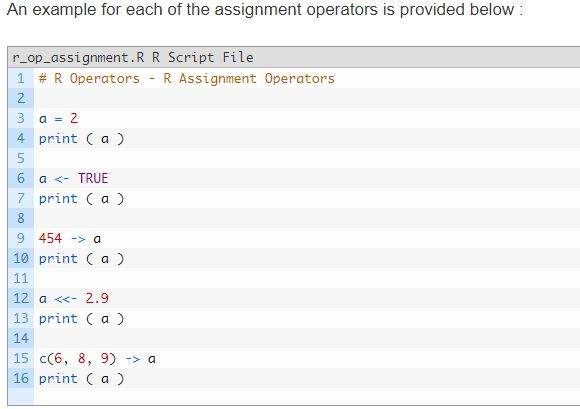 An example for each of the assignment operators is provided below :
r_op_assignment.R R Script File
1 # R Operators - R Assignment Operators
2
3 a = 2
4 print ( a )
5
6 a <- TRUE
7 print ( a )
8
9 454 -> a
10 print ( a )
11
12 a <<- 2.9
13 print ( a )
14
15 c(6, 8, 9) -> a
16 print ( a )